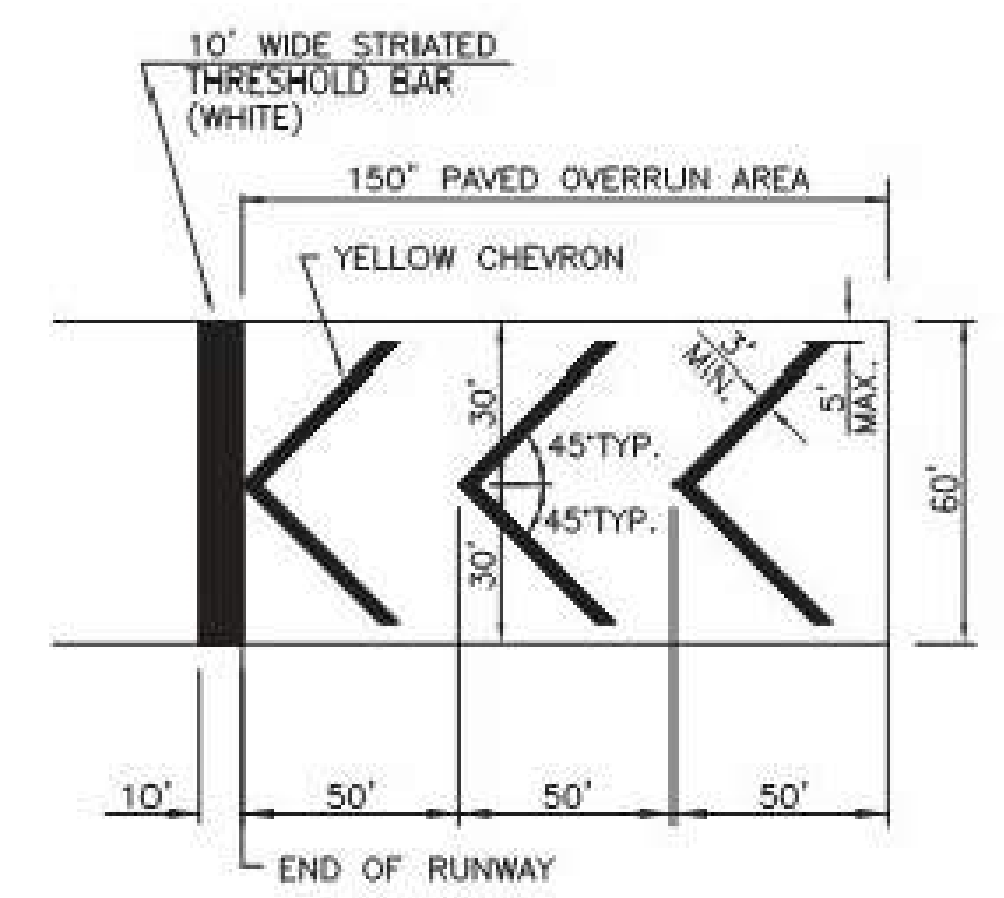 10' WIDE STRIATED
THRESHOLD BAR
(WHITE)
150" PAVED OVERRUN AREA
YELLOW CHEVRON
30"
3"
MIN.
5'
MAX.
45°TYP.
45°TYP.
30'
60'
10'
50'
50'
50'
END OF RUNWAY